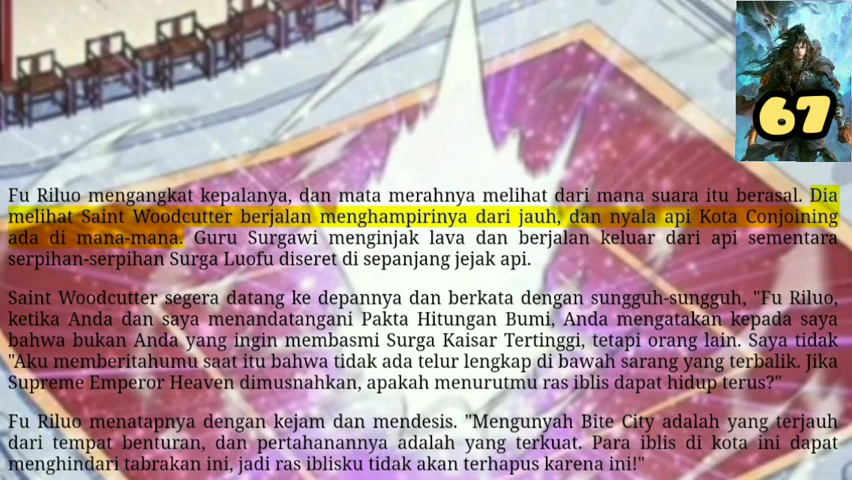 67
Fu Riluo mengangkat kepalanya, dan mata merahnya melihat dari mana suara itu berasal. Dia
melihat Saint Woodcutter berjalan menghampirinya dari jauh, dan nyala api Kota Conjoining
ada di mana-mana. Guru Surgawi menginjak lava dan berjalan keluar dari api sementara
serpihan-serpihan Surga Luofu diseret di sepanjang jejak api.
Saint Woodcutter segera datang ke depannya dan berkata dengan sungguh-sungguh, "Fu Riluo,
ketika Anda dan saya menandatangani Pakta Hitungan Bumi, Anda mengatakan kepada saya
bahwa bukan Anda yang ingin membasmi Surga Kaisar Tertinggi, tetapi orang lain. Saya tidak
"Aku memberitahumu saat itu bahwa tidak ada telur lengkap di bawah sarang yang terbalik. Jika
Supreme Emperor Heaven dimusnahkan, apakah menurutmu ras iblis dapat hidup terus?"
Fu Riluo menatapnya dengan kejam dan mendesis. "Mengunyah Bite City adalah yang terjauh
dari tempat benturan, dan pertahanannya adalah yang terkuat. Para iblis di kota ini dapat
menghindari tabrakan ini, jadi ras iblisku tidak akan terhapus karena ini!"